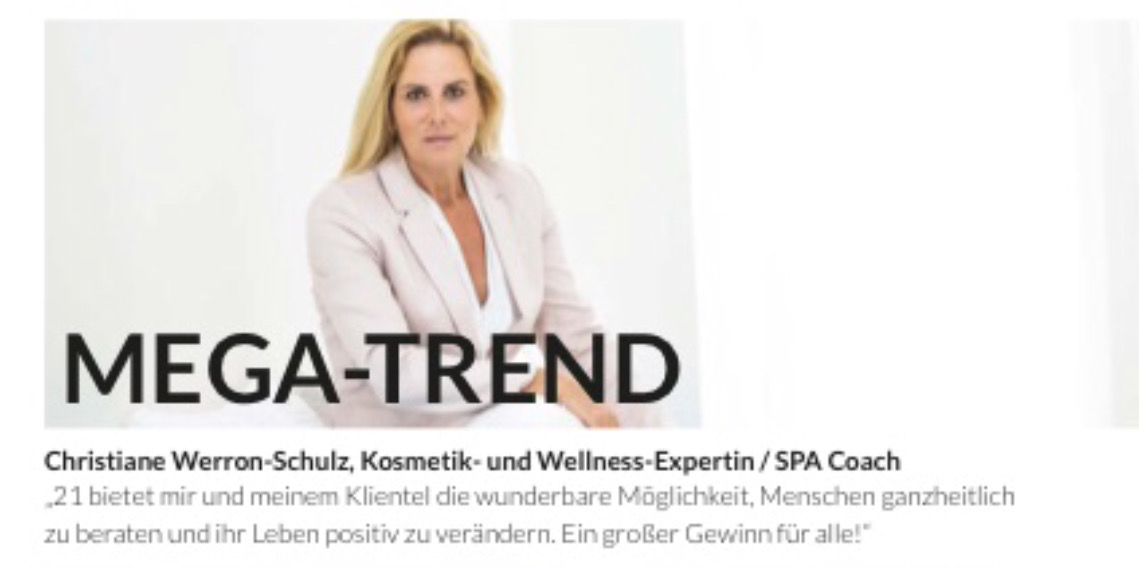 MEGA-TREND
Christiane Werron-Schulz, Kosmetik- und Wellness-Expertin / SPA Coach
„21 bietet mir und meinem Klientel die wunderbare Möglichkeit, Menschen ganzheitlich
zu beraten und ihr Leben positiv zu verändern. Ein großer Gewinn für alle!“